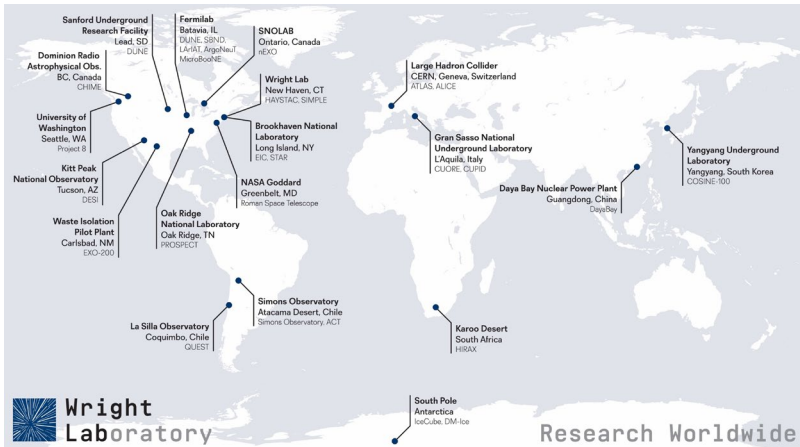 Sanford Underground
Research Facility
Lead, SD
DUNE
Fermilab
Batavia, IL
DUNE, SBND,
LArIAT, ArgoNeuT
MicroBooNE
SNOLAB
Ontario, Canada
nEXO
Dominion Radio
Astrophysical Obs.
BC, Canada
CHIME
Wright Lab
New Haven, CT
HAYSTAC, SIMPLE
University of
Washington
Seattle, WA
Project 8
Brookhaven National
Laboratory
Long Island, NY
EIC, STAR
Kitt Peak
National Observatory
Tucson, AZ
DESI
NASA Goddard
Greenbelt, MD
Roman Space Telescope
Waste Isolation
Pilot Plant
Carlsbad, NM
EXO-200
Oak Ridge
National Laboratory
Oak Ridge, TN
PROSPECT
Large Hadron Collider
CERN, Geneva, Switzerland
ATLAS, ALICE
Gran Sasso National
Underground Laboratory
L'Aquila, Italy
CUORE, CUPID
Yangyang Underground
Laboratory
Yangyang, South Korea
COSINE-100
Daya Bay Nuclear Power Plant
Guangdong, China
DayaBay
Simons Observatory
Atacama Desert, Chile
Simons Observatory, ACT
La Silla Observatory
Coquimbo, Chile
QUEST
Karoo Desert
South Africa
HIRAX
South Pole
Antarctica
IceCube, DM-Ice
Wright
Laboratory
Research Worldwide